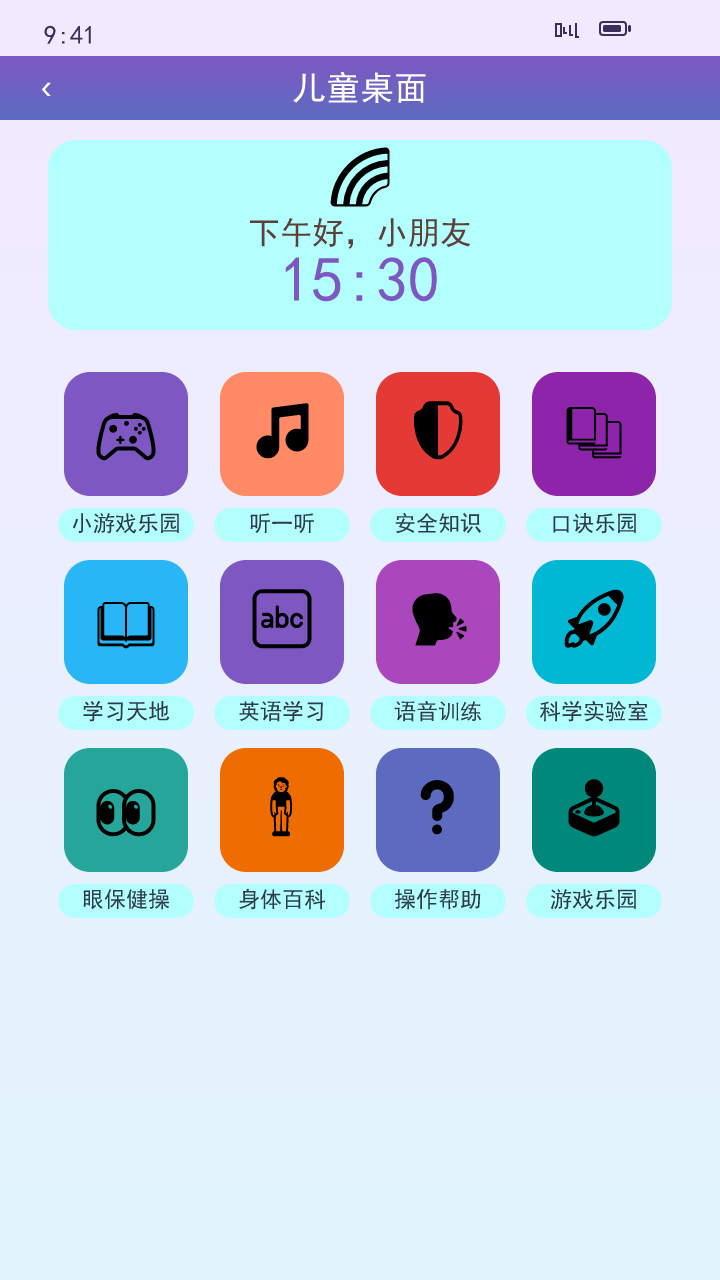 9:41
‹
儿童桌面
下午好，小朋友
15:30
小游戏乐园
听一听
安全知识
口诀乐园
abc
学习天地
英语学习
语音训练
科学实验室
眼保健操
身体百科
操作帮助
游戏乐园